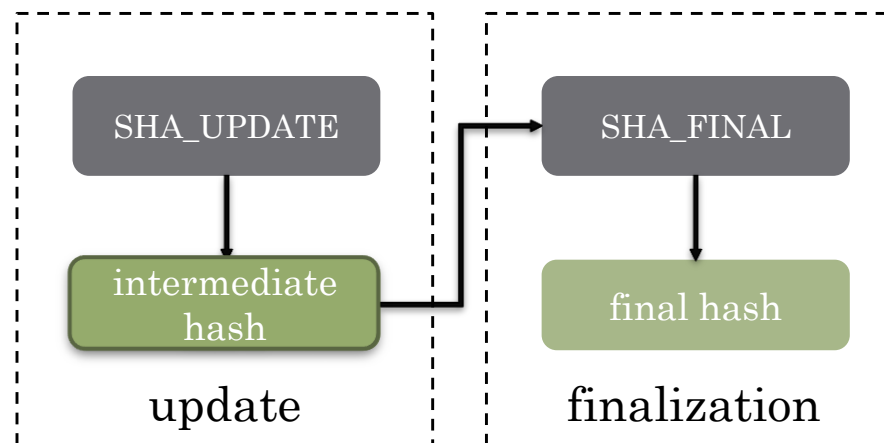 SHA_UPDATE
intermediate
hash
update
SHA_FINAL
final hash
finalization